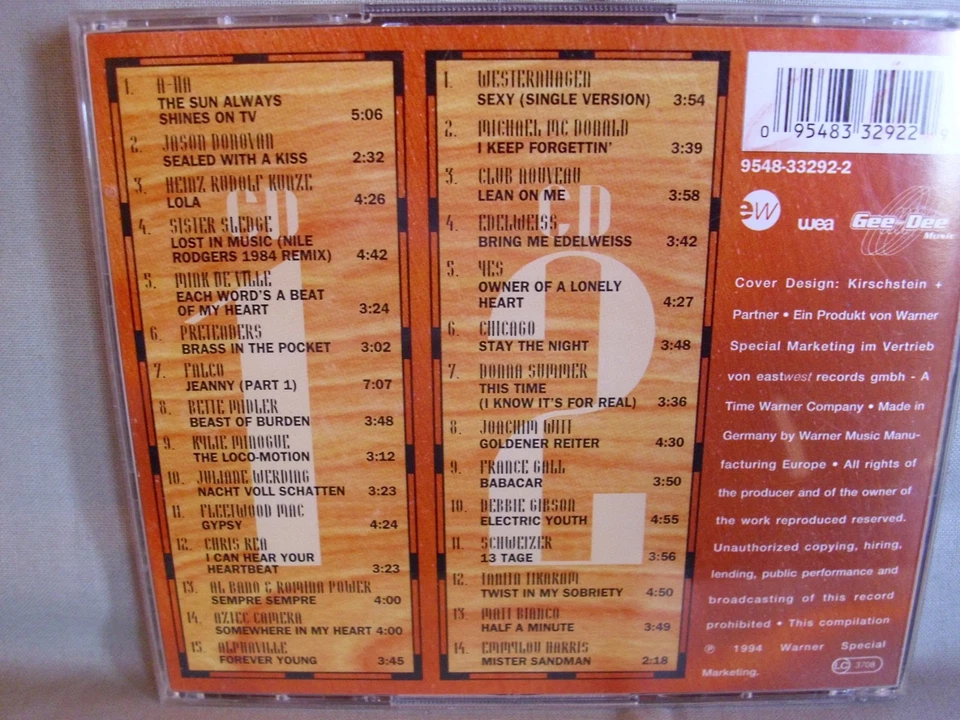 CD
1
1. A-HA
THE SUN ALWAYS
SHINES ON TV 5:06
2. JASON DONOVAN
SEALED WITH A KISS 2:32
3. HEINZ RUDOLF KUNZE
LOLA 4:26
4. SISTER SLEDGE
LOST IN MUSIC (NILE
RODGERS 1984 REMIX) 4:42
5. MINK DE VILLE
EACH WORD'S A BEAT
OF MY HEART 3:24
6. PRETENDERS
BRASS IN THE POCKET 3:02
7. FALCO
JEANNY (PART 1) 7:07
8. BETTE MIDLER
BEAST OF BURDEN 3:48
9. KYLIE MINOGUE
THE LOCO-MOTION 3:12
10. JULIANE WERDING
NACHT VOLL SCHATTEN 3:23
11. FLEETWOOD MAC
GYPSY 4:24
12. CHRIS REA
I CAN HEAR YOUR
HEARTBEAT 3:23
13. AL BANO & ROMINA POWER
SEMPRE SEMPRE 4:00
14. AZTEC CAMERA
SOMEWHERE IN MY HEART 4:00
15. ALPHAVILLE
FOREVER YOUNG 3:45
CD
2
1. WESTERNHAGEN
SEXY (SINGLE VERSION) 3:54
2. MICHAEL MC DONALD
I KEEP FORGETTIN' 3:39
3. CLUB NOUVEAU
LEAN ON ME 3:58
4. EDELWEISS
BRING ME EDELWEISS 3:42
5. YES
OWNER OF A LONELY
HEART 4:27
6. CHICAGO
STAY THE NIGHT 3:48
7. DONNA SUMMER
THIS TIME
(I KNOW IT'S FOR REAL) 3:36
8. JOACHIM WITT
GOLDENER REITER 4:30
9. FRANCE GALL
BABACAR 3:50
10. DEBBIE GIBSON
ELECTRIC YOUTH 4:55
11. SCHWEIZER
13 TAGE 3:56
12. TANITA TIKARAM
TWIST IN MY SOBRIETY 4:50
13. MATT BIANCO
HALF A MINUTE 3:49
14. EMMYLOU HARRIS
MISTER SANDMAN 2:18
0 95483 32922 9
9548-33292-2
ew wea Gee-Dee
Music
Cover Design: Kirschstein +
Partner • Ein Produkt von Warner
Special Marketing im Vertrieb
von eastwest records gmbh - A
Time Warner Company • Made in
Germany by Warner Music Manu-
facturing Europe • All rights of
the producer and of the owner of
the work reproduced reserved.
Unauthorized copying, hiring,
lending, public performance and
broadcasting of this record
prohibited • This compilation
℗ 1994 Warner Special
Marketing. LC 3708